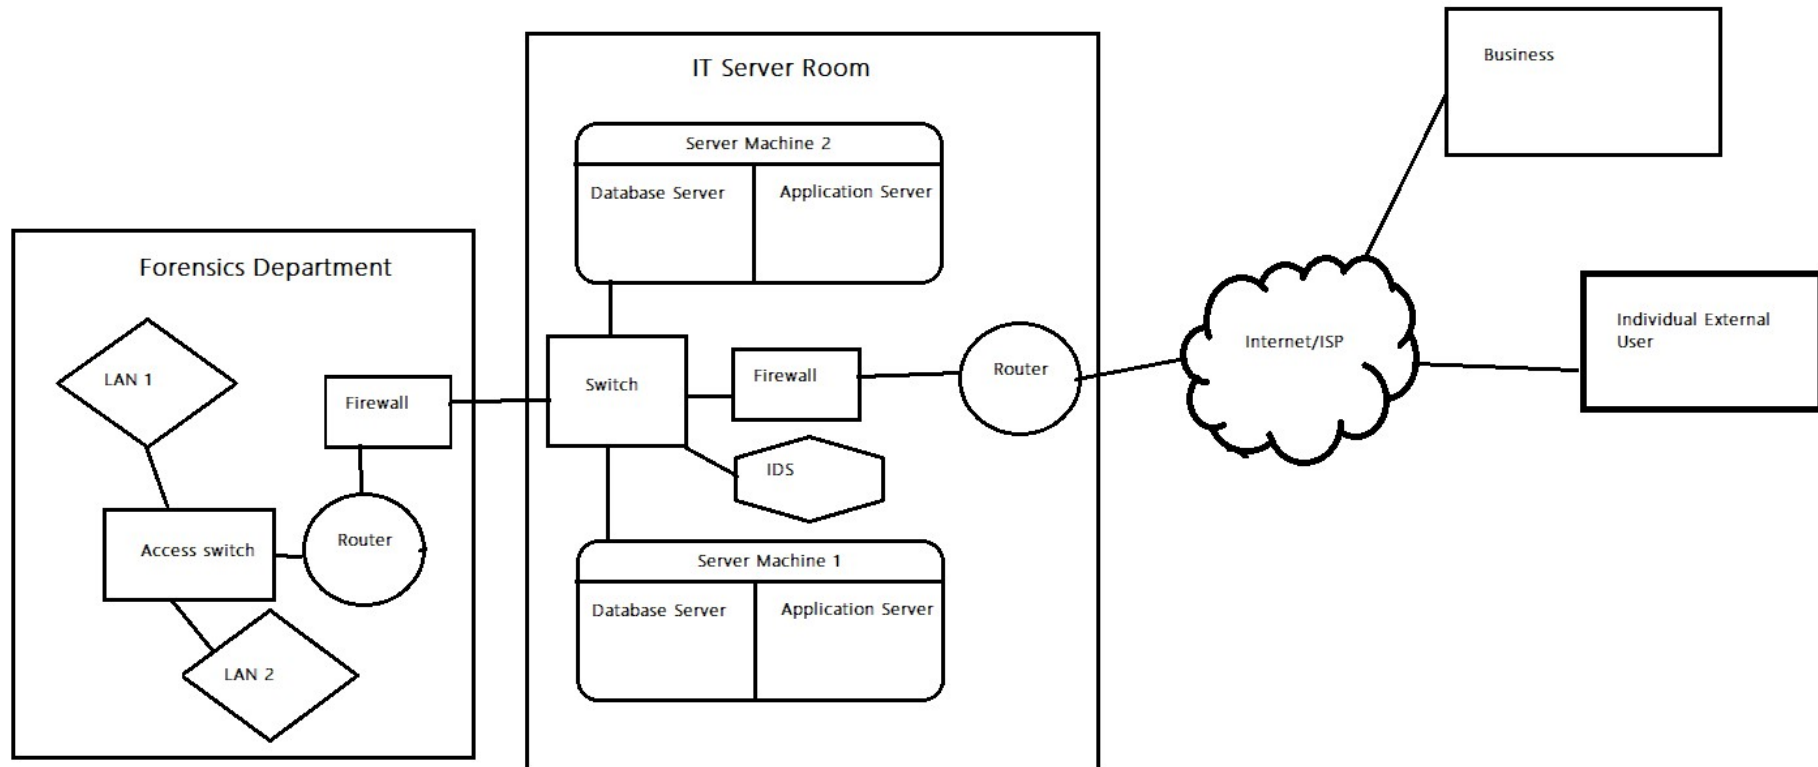 Business
IT Server Room
Server Machine 2
Database Server
Application Server
Forensics Department
Individual External
User
Internet/ISP
LAN 1
Firewall
Switch
Firewall
Router
IDS
Access switch
Router
Server Machine 1
Database Server
Application Server
LAN 2